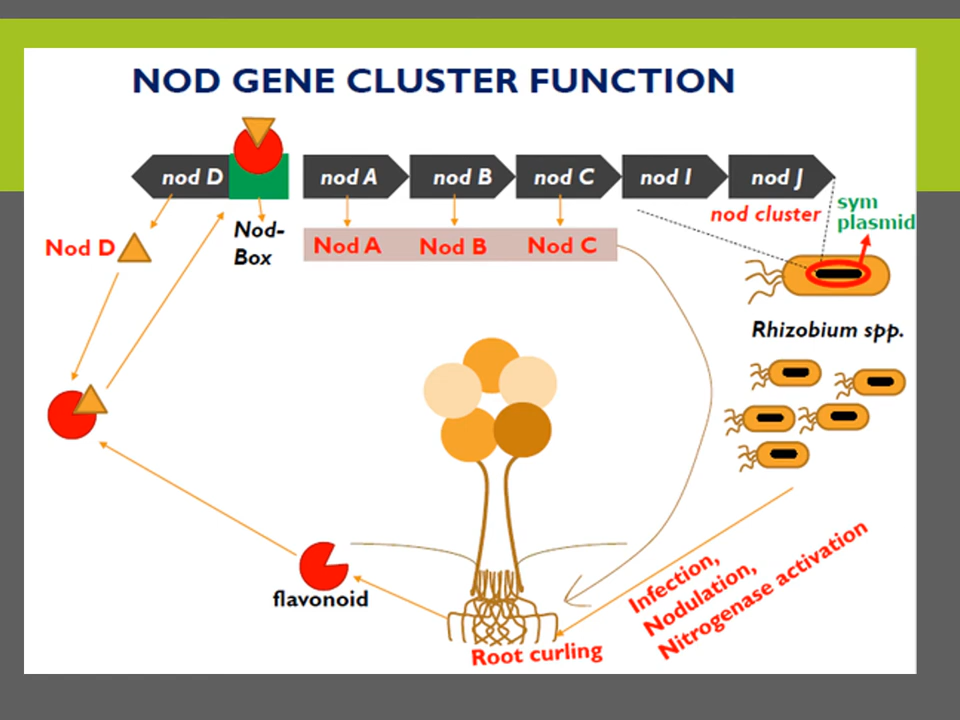 NOD GENE CLUSTER FUNCTION
nod D
nod A
nod B
nod C
nod I
nod J
nod cluster
sym
plasmid
Nod D
Nod-
Box
Nod A
Nod B
Nod C
Rhizobium spp.
flavonoid
Root curling
Infection,
Nodulation,
Nitrogenase activation